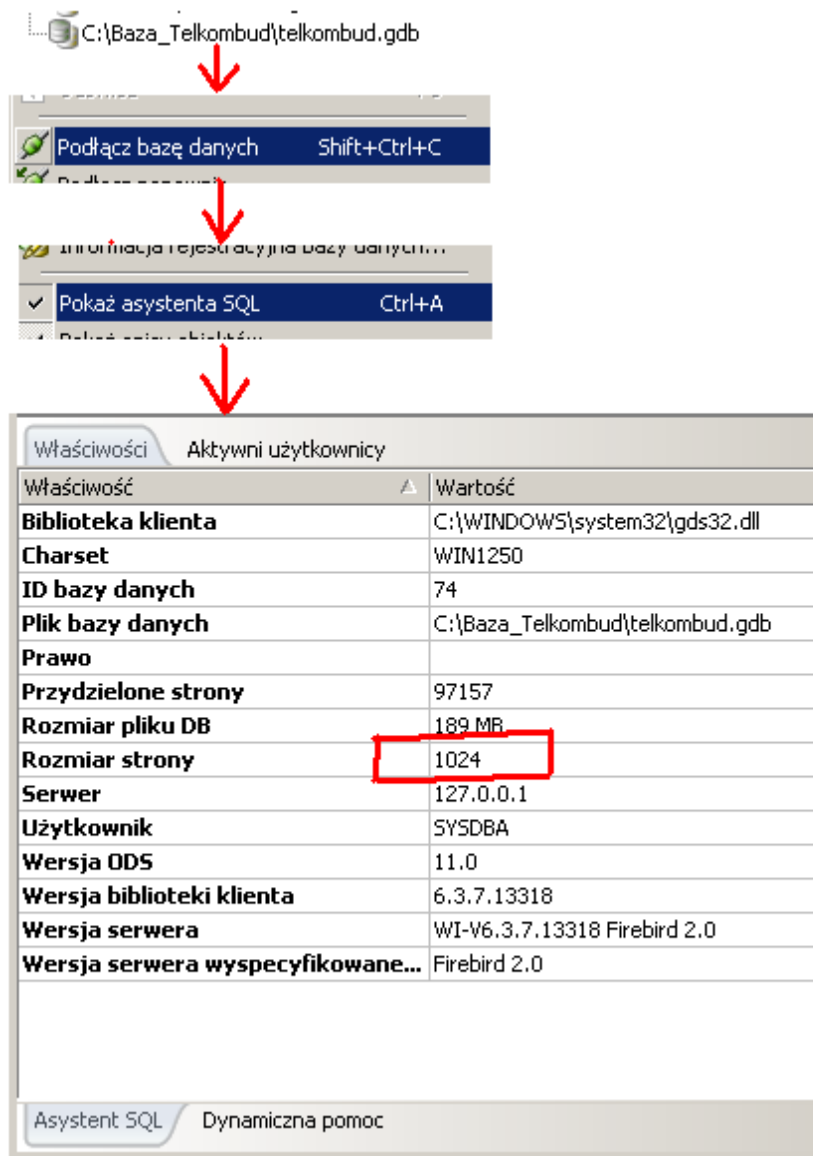 C:\Baza_Telkombud\telkombud.gdb
Podłącz bazę danych Shift+Ctrl+C
Informacja rejestracyjna bazy danych...
Pokaż asystenta SQL Ctrl+A
Właściwości Aktywni użytkownicy
Właściwość Wartość
Biblioteka klienta C:\WINDOWS\system32\gds32.dll
Charset WIN1250
ID bazy danych 74
Plik bazy danych C:\Baza_Telkombud\telkombud.gdb
Prawo
Przydzielone strony 97157
Rozmiar pliku DB 189 MB
Rozmiar strony 1024
Serwer 127.0.0.1
Użytkownik SYSDBA
Wersja ODS 11.0
Wersja biblioteki klienta 6.3.7.13318
Wersja serwera WI-V6.3.7.13318 Firebird 2.0
Wersja serwera wyspecyfikowane... Firebird 2.0
Asystent SQL Dynamiczna pomoc